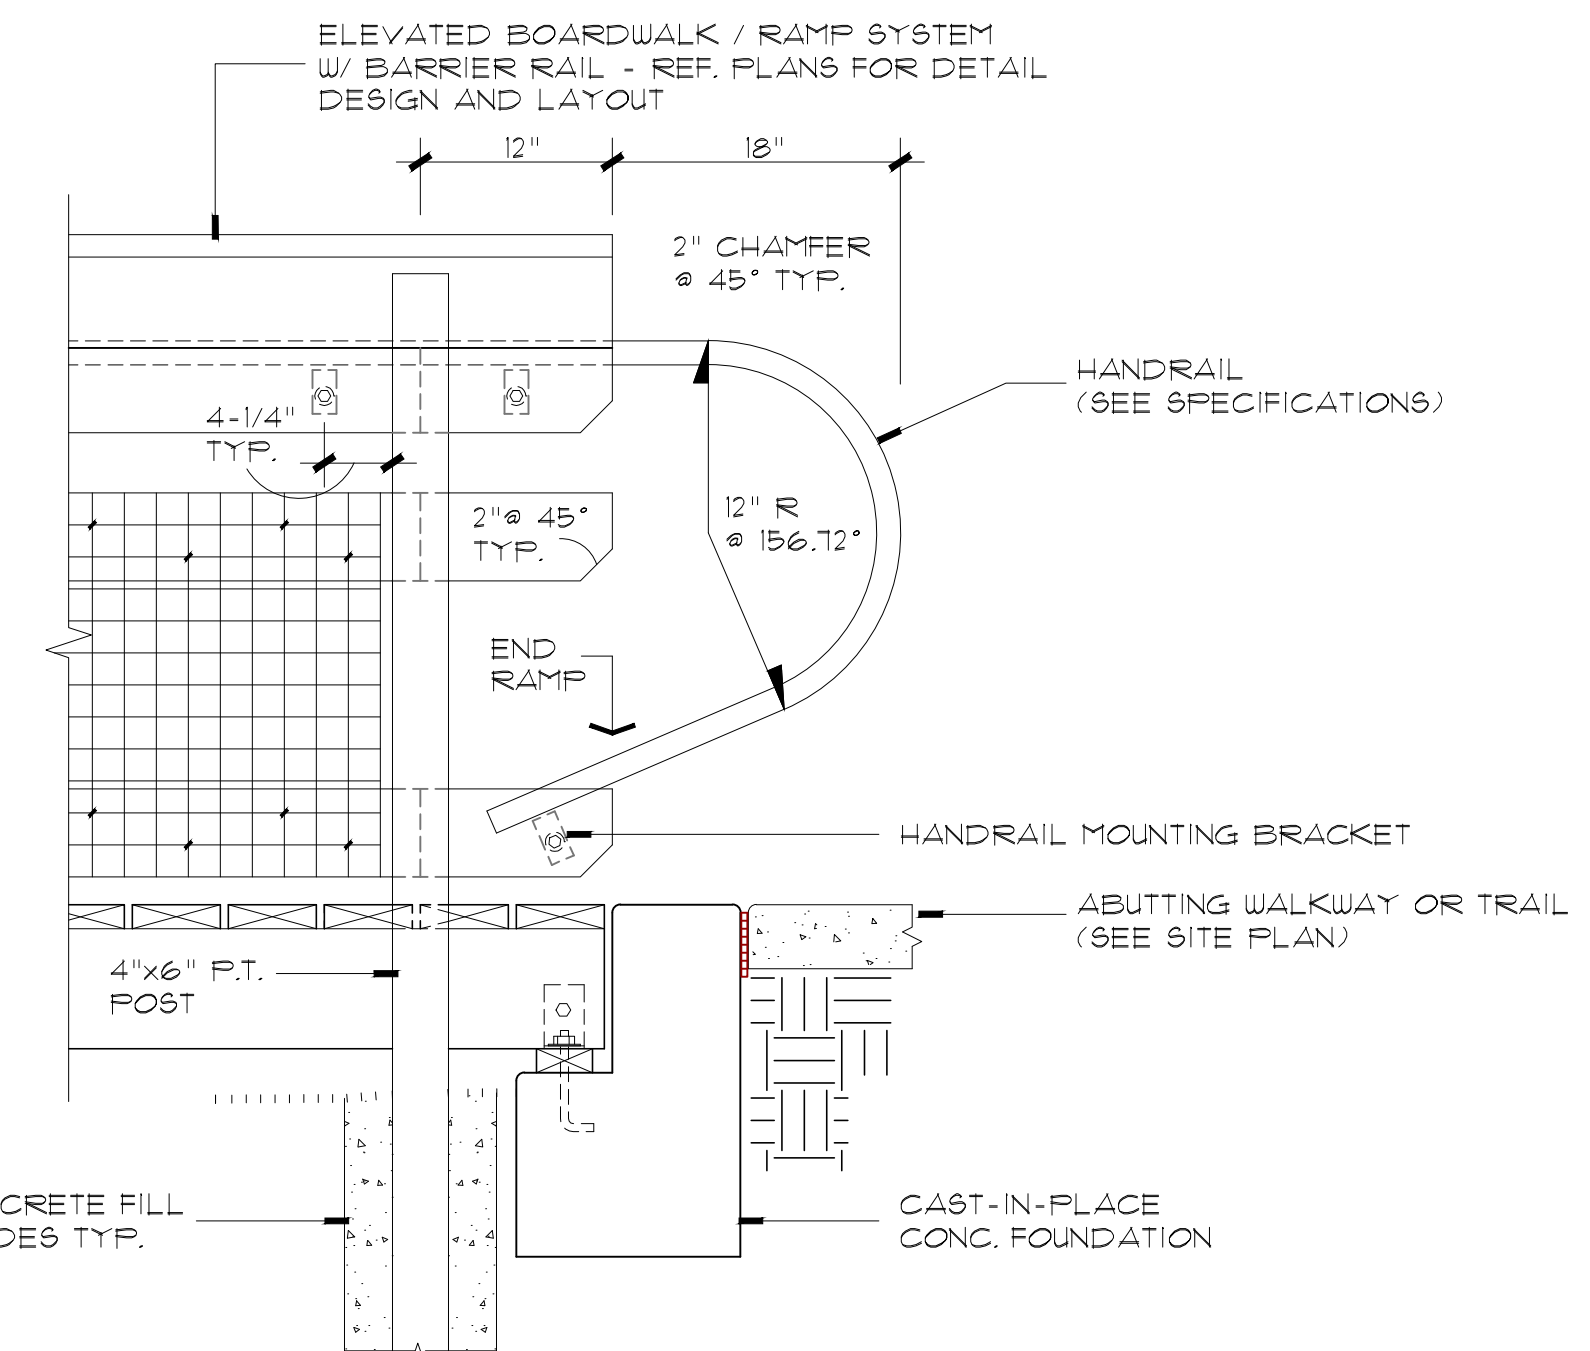 ELEVATED BOARDWALK / RAMP SYSTEM
W/ BARRIER RAIL - REF. PLANS FOR DETAIL
DESIGN AND LAYOUT
12"
18"
2" CHAMFER
@ 45° TYP.
HANDRAIL
(SEE SPECIFICATIONS)
4-1/4"
TYP.
2"@ 45°
TYP.
12" R
@ 156.72°
END
RAMP
HANDRAIL MOUNTING BRACKET
ABUTTING WALKWAY OR TRAIL
(SEE SITE PLAN)
4"x6" P.T.
POST
CRETE FILL
DES TYP.
CAST-IN-PLACE
CONC. FOUNDATION